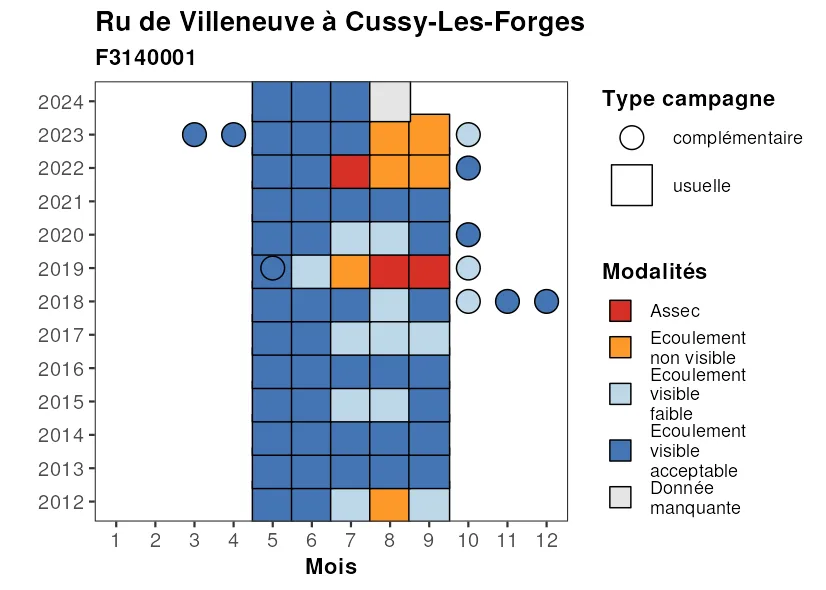 Ru de Villeneuve à Cussy-Les-Forges
F3140001
2024
2023
2022
2021
2020
2019
2018
2017
2016
2015
2014
2013
2012
1 2 3 4 5 6 7 8 9 10 11 12
Mois
Type campagne
complémentaire
usuelle
Modalités
Assec
Ecoulement
non visible
Ecoulement
visible
faible
Ecoulement
visible
acceptable
Donnée
manquante